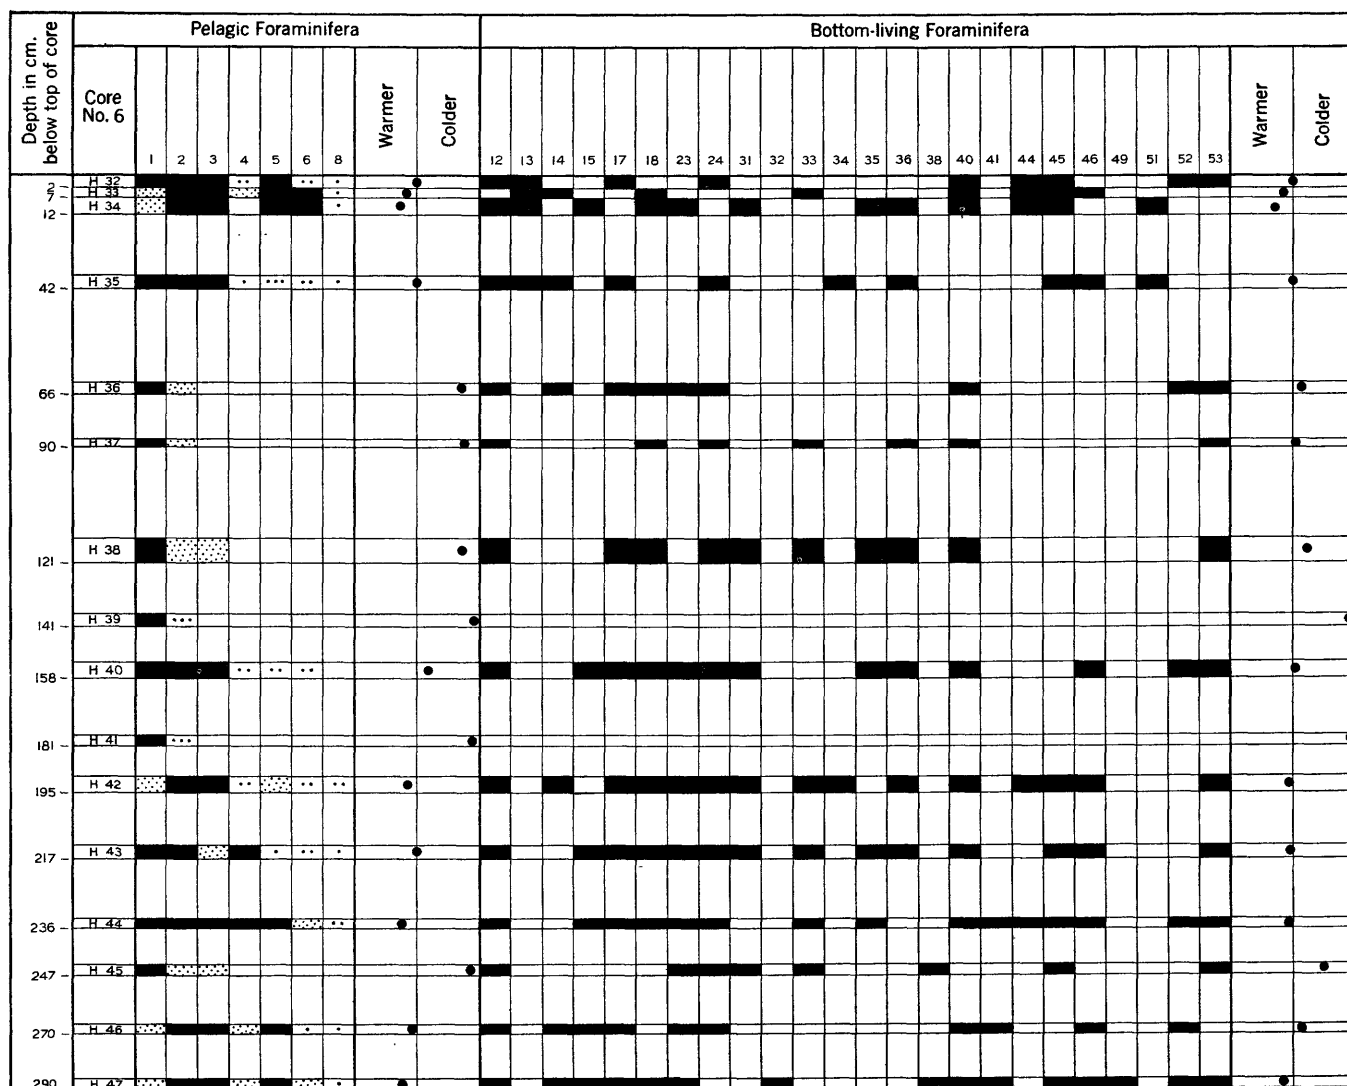 Pelagic Foraminifera
Bottom-living Foraminifera
Depth in cm. below top of core
Core No. 6
Warmer
Colder
Warmer
Colder
1 2 3 4 5 6 8
12 13 14 15 17 18 23 24 31 32 33 34 35 36 38 40 41 44 45 46 49 51 52 53
H 32
2
H 33
7
H 34
12
H 35
42
H 36
66
H 37
90
H 38
121
H 39
141
H 40
158
H 41
181
H 42
195
H 43
217
H 44
236
H 45
247
H 46
270
H 47
290